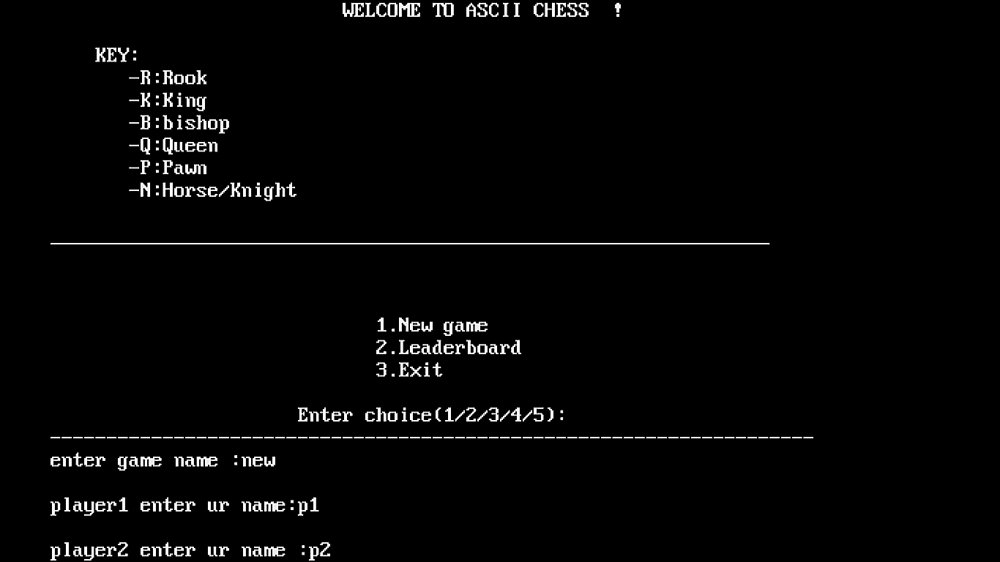 WELCOME TO ASCII CHESS  !
KEY:
-R:Rook
-K:King
-B:bishop
-Q:Queen
-P:Pawn
-N:Horse/Knight
1.New game
2.Leaderboard
3.Exit
Enter choice(1/2/3/4/5):
enter game name :new
player1 enter ur name:p1
player2 enter ur name :p2